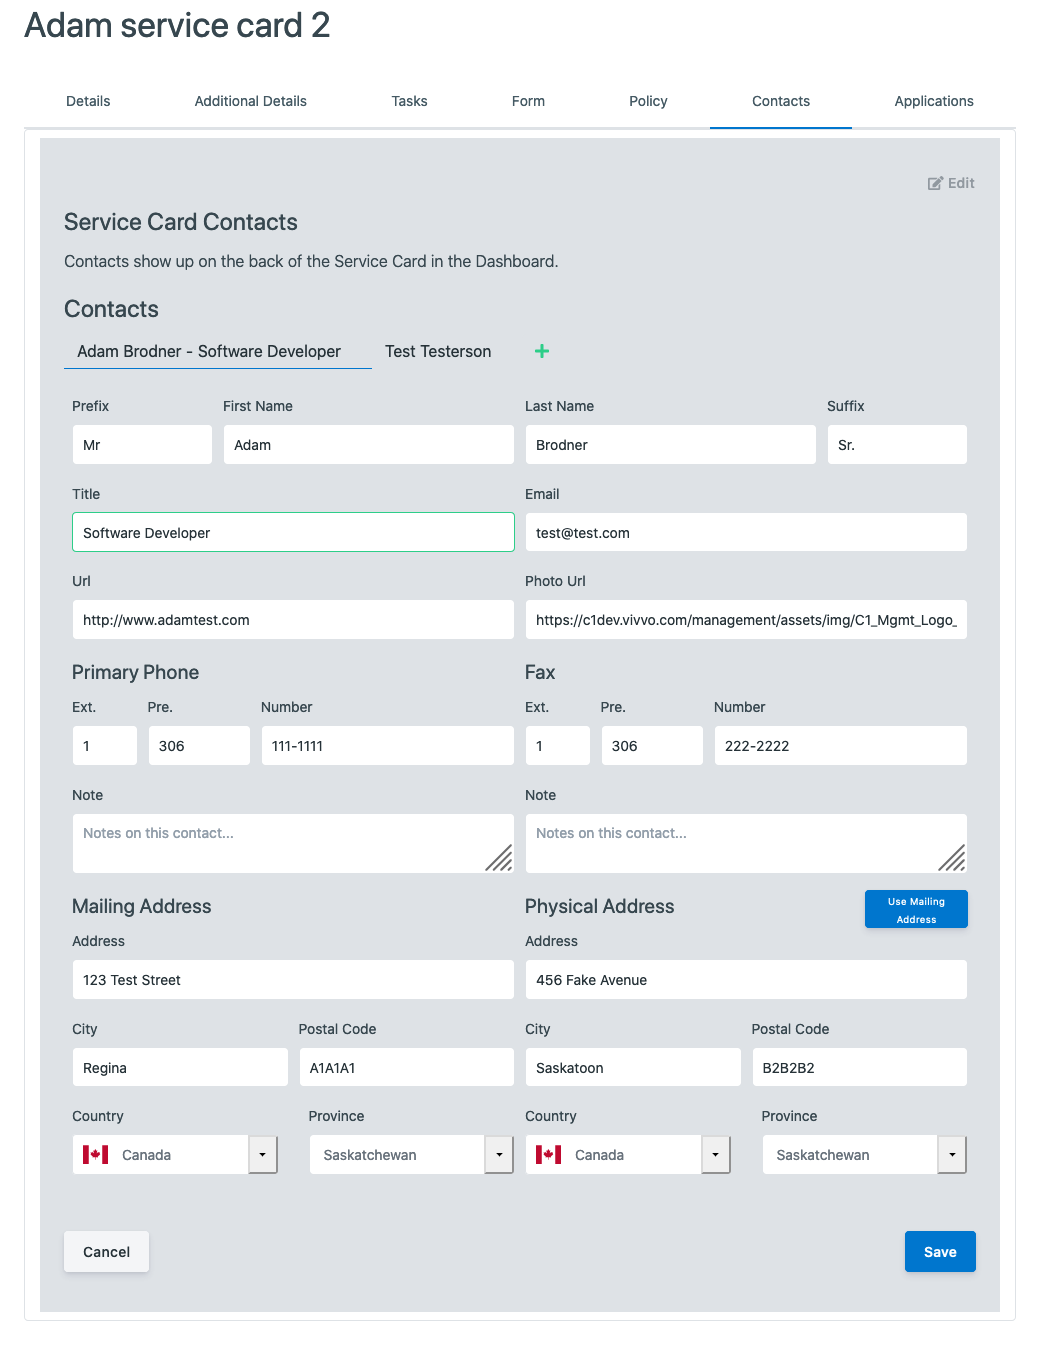 Adam service card 2
Details Additional Details Tasks Form Policy Contacts Applications
Edit
Service Card Contacts
Contacts show up on the back of the Service Card in the Dashboard.
Contacts
Adam Brodner - Software Developer Test Testerson +
Prefix First Name Last Name Suffix
Mr Adam Brodner Sr.
Title Email
Software Developer test@test.com
Url Photo Url
http://www.adamtest.com https://c1dev.vivvo.com/management/assets/img/C1_Mgmt_Logo_
Primary Phone Fax
Ext. Pre. Number Ext. Pre. Number
1 306 111-1111 1 306 222-2222
Note Note
Notes on this contact... Notes on this contact...
Mailing Address Physical Address Use Mailing
Address
Address Address
123 Test Street 456 Fake Avenue
City Postal Code City Postal Code
Regina A1A1A1 Saskatoon B2B2B2
Country Province Country Province
Canada Saskatchewan Canada Saskatchewan
Cancel Save